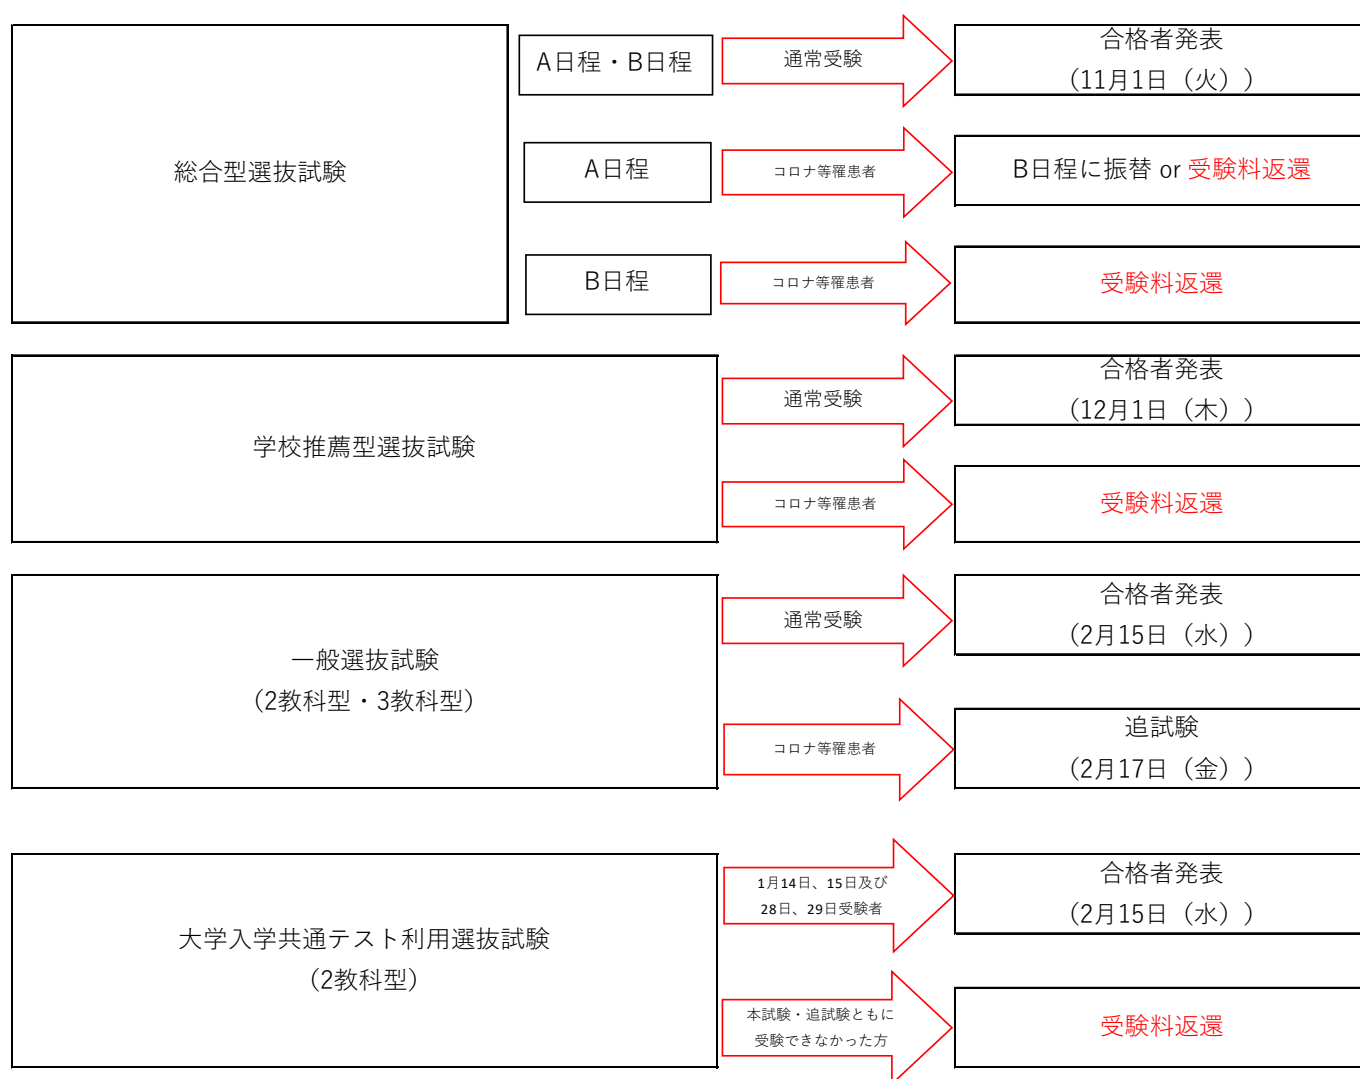 総合型選抜試験
A日程・B日程
通常受験
合格者発表
（11月1日（火））
A日程
コロナ等罹患者
B日程に振替 or 受験料返還
B日程
コロナ等罹患者
受験料返還
学校推薦型選抜試験
通常受験
合格者発表
（12月1日（木））
コロナ等罹患者
受験料返還
一般選抜試験
（2教科型・3教科型）
通常受験
合格者発表
（2月15日（水））
コロナ等罹患者
追試験
（2月17日（金））
大学入学共通テスト利用選抜試験
（2教科型）
1月14日、15日及び
28日、29日受験者
合格者発表
（2月15日（水））
本試験・追試験ともに
受験できなかった方
受験料返還